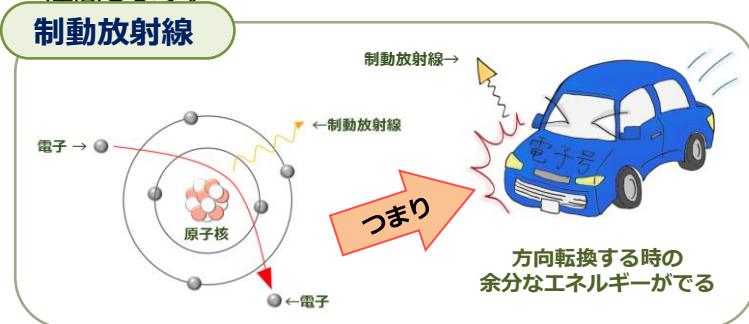 制動放射線
制動放射線→
←制動放射線
電子 →
電子号
原子核
つまり
←電子
方向転換する時の
余分なエネルギーがでる